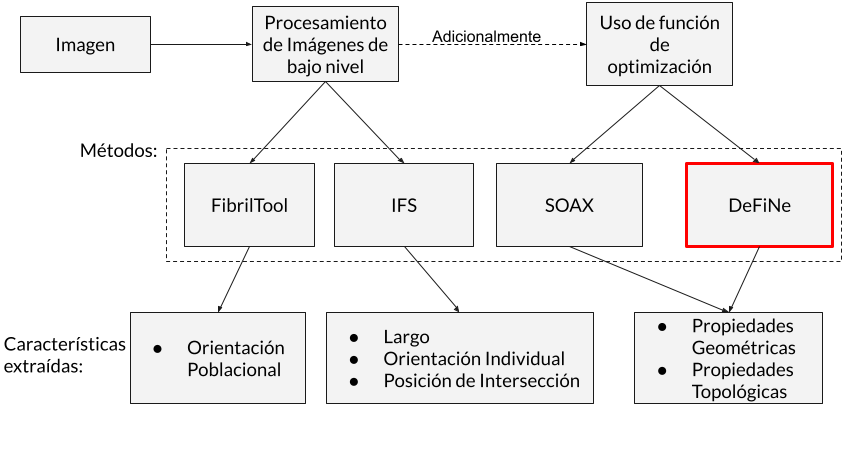 Imagen
Procesamiento
de Imágenes de
bajo nivel
Adicionalmente
Uso de función
de
optimización
Métodos:
FibrilTool
IFS
SOAX
DeFiNe
Características
extraídas:
● Orientación
Poblacional
● Largo
● Orientación Individual
● Posición de Intersección
● Propiedades
Geométricas
● Propiedades
Topológicas